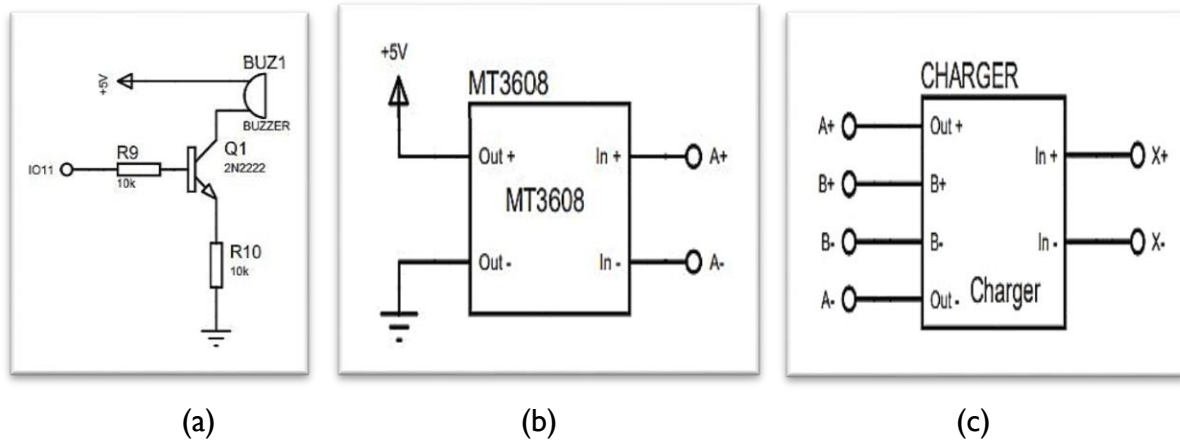 BUZ1
+5V
BUZZER
Q1
2N2222
R9
IO11
10k
R10
10k
+5V
MT3608
Out +
In +
A+
MT3608
Out -
In -
A-
CHARGER
A+
Out +
In +
X+
B+
B+
B-
B-
In -
X-
A-
Out -
Charger
(a)
(b)
(c)